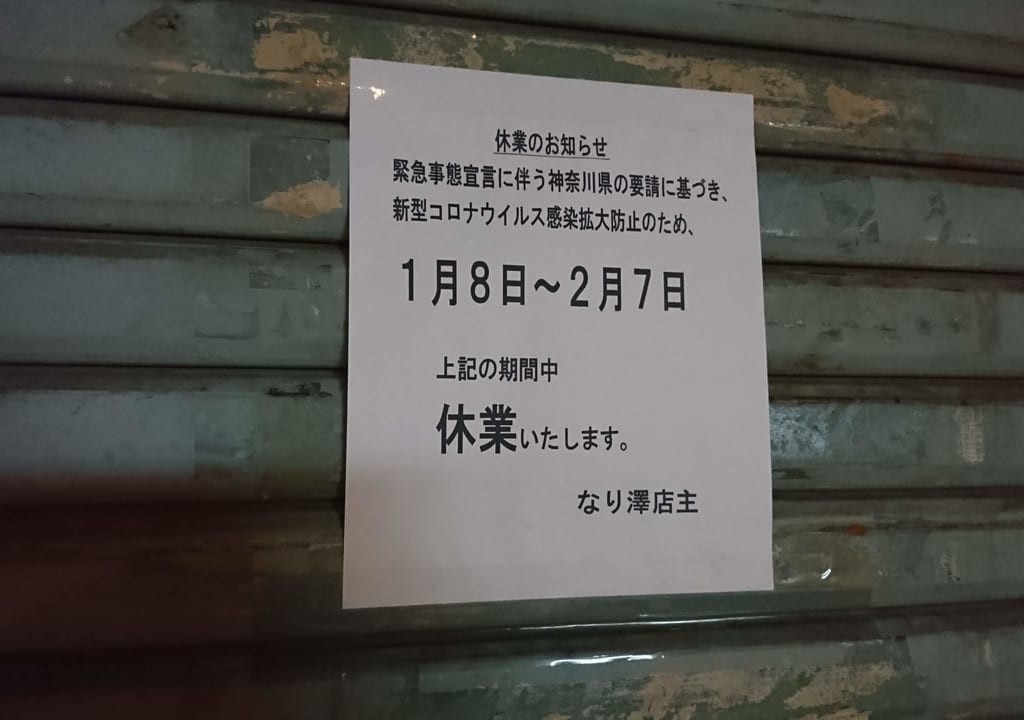 休業のお知らせ
緊急事態宣言に伴う神奈川県の要請に基づき、
新型コロナウイルス感染拡大防止のため、
１月８日～２月７日
上記の期間中
休業いたします。
なり澤店主